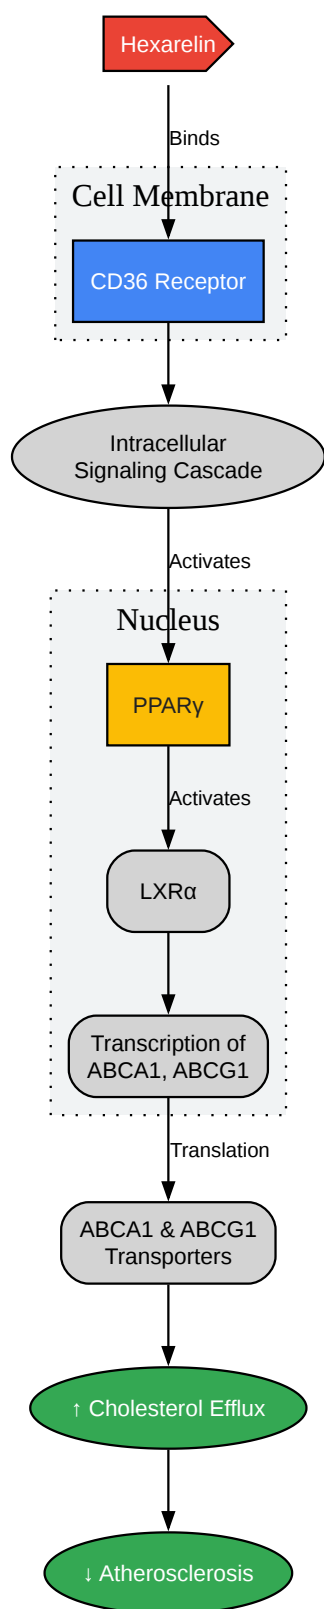 Hexarelin
Binds
Cell Membrane
CD36 Receptor
Intracellular
Signaling Cascade
Activates
Nucleus
PPARγ
Activates
LXRα
Transcription of
ABCA1, ABCG1
Translation
ABCA1 & ABCG1
Transporters
↑ Cholesterol Efflux
↓ Atherosclerosis